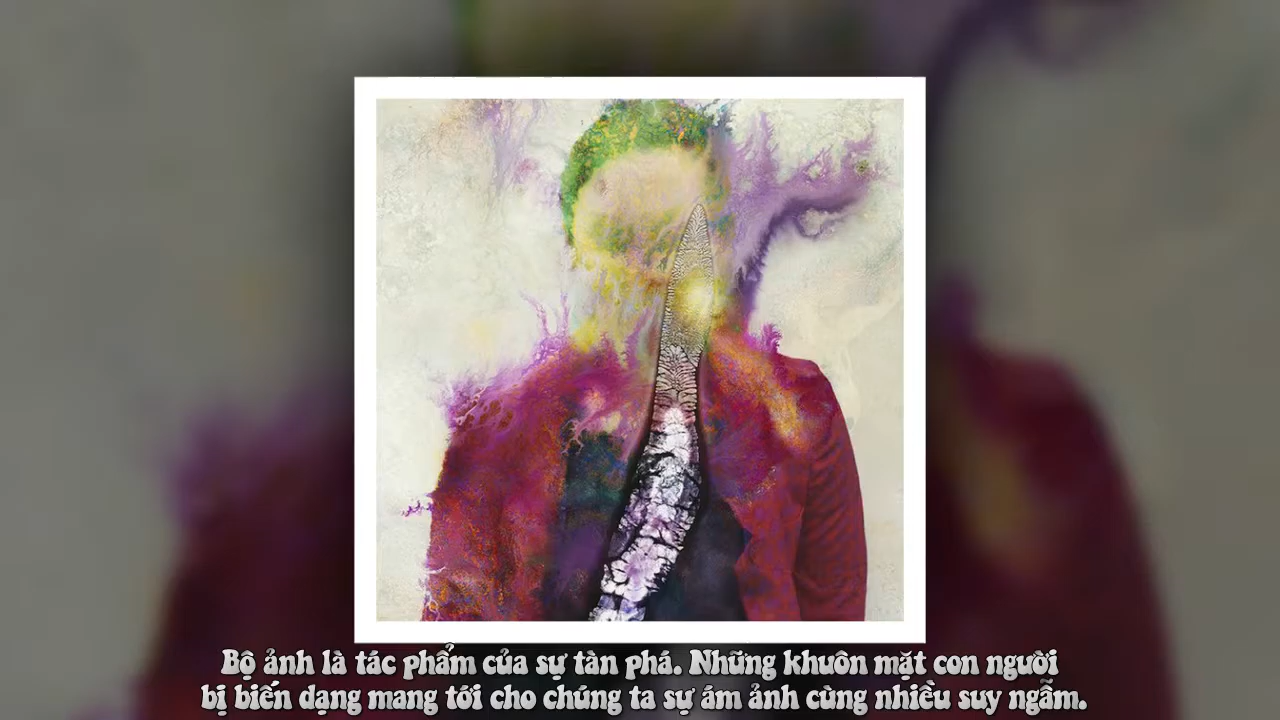 Bộ ảnh là tác phẩm của sự tàn phá. Những khuôn mặt con người
bị biến dạng mang tới cho chúng ta sự ám ảnh cùng nhiều suy ngẫm.